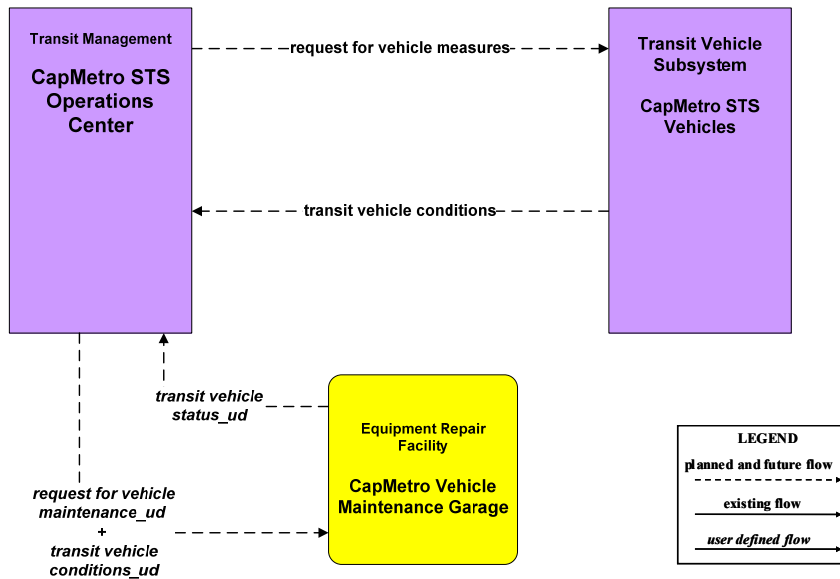 Transit Management
CapMetro STS
Operations
Center
request for vehicle measures
Transit Vehicle
Subsystem
CapMetro STS
Vehicles
transit vehicle conditions
transit vehicle
status_ud
Equipment Repair
Facility
CapMetro Vehicle
Maintenance Garage
request for vehicle
maintenance_ud
+
transit vehicle
conditions_ud
LEGEND
planned and future flow
existing flow
user defined flow